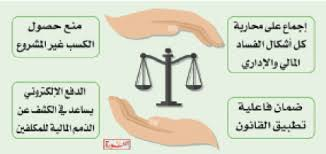 إجماع على محاربة
كل أشكال الفساد
المالي والإداري
منع حصول
الكسب غير المشروع
ضمان فاعلية
تطبيق القانون
الدفع الإلكتروني
يساعد في الكشف عن
الذمم المالية للمكلفين